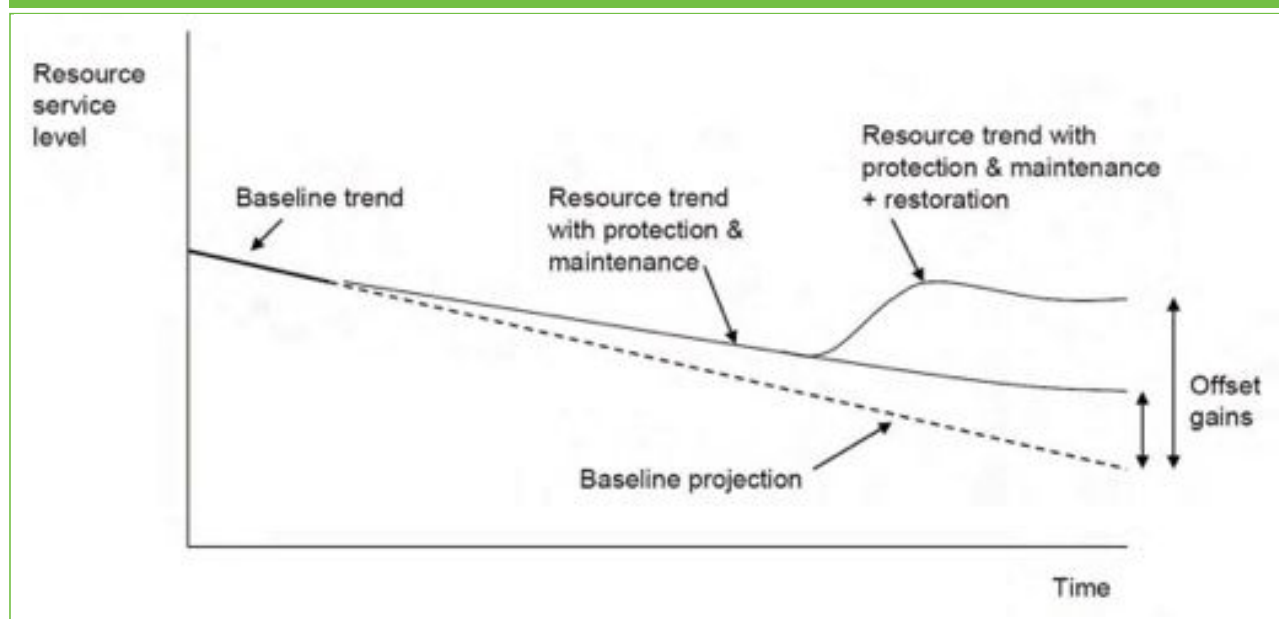 Resource
service
level
Baseline trend
Resource trend
with protection &
maintenance
Resource trend with
protection & maintenance
+ restoration
Offset
gains
Baseline projection
Time